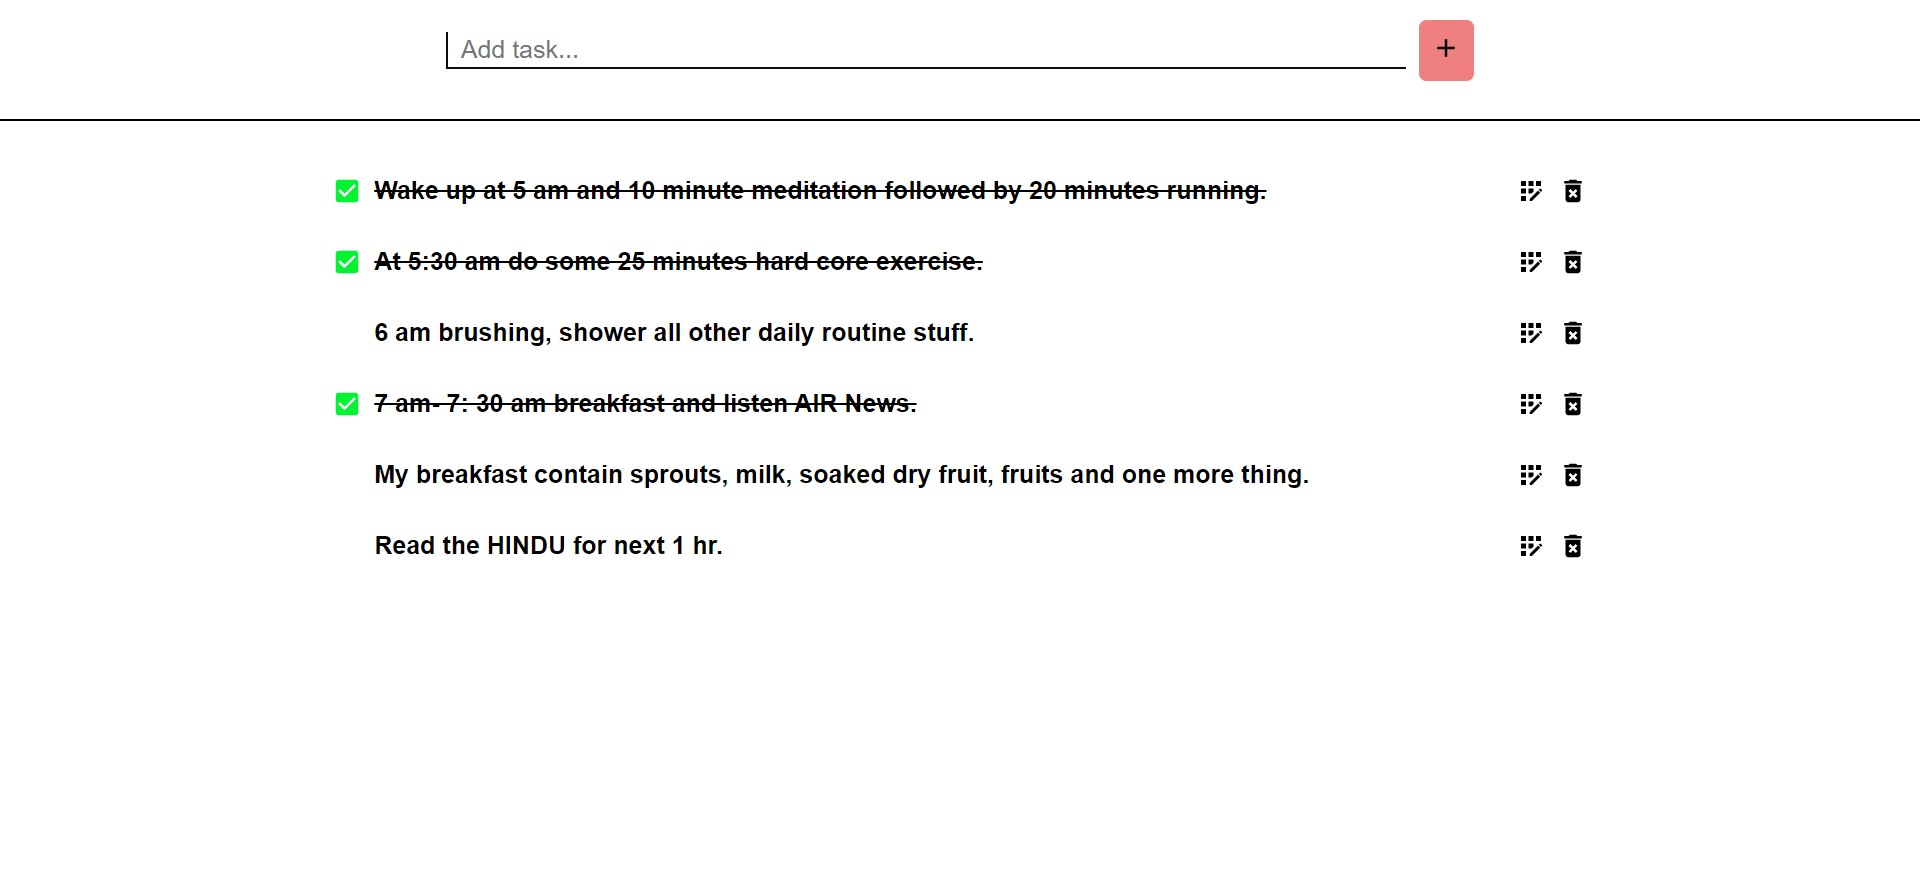 Add task...
+
Wake up at 5 am and 10 minute meditation followed by 20 minutes running.
At 5:30 am do some 25 minutes hard core exercise.
6 am brushing, shower all other daily routine stuff.
7 am- 7: 30 am breakfast and listen AIR News.
My breakfast contain sprouts, milk, soaked dry fruit, fruits and one more thing.
Read the HINDU for next 1 hr.